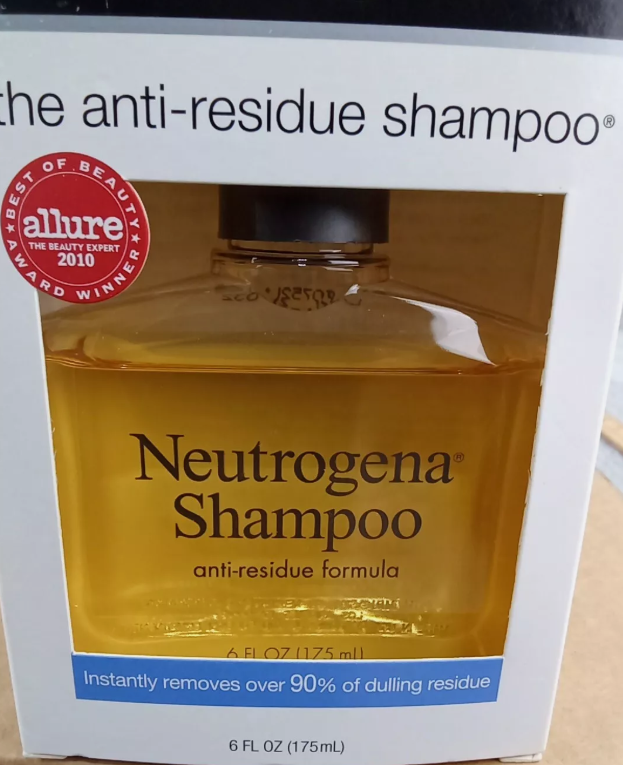 the anti-residue shampoo®
BEST OF BEAUTY
allure
THE BEAUTY EXPERT
2010
AWARD WINNER
Neutrogena®
Shampoo
anti-residue formula
6 FL OZ (175 mL)
Instantly removes over 90% of dulling residue
6 FL OZ (175mL)